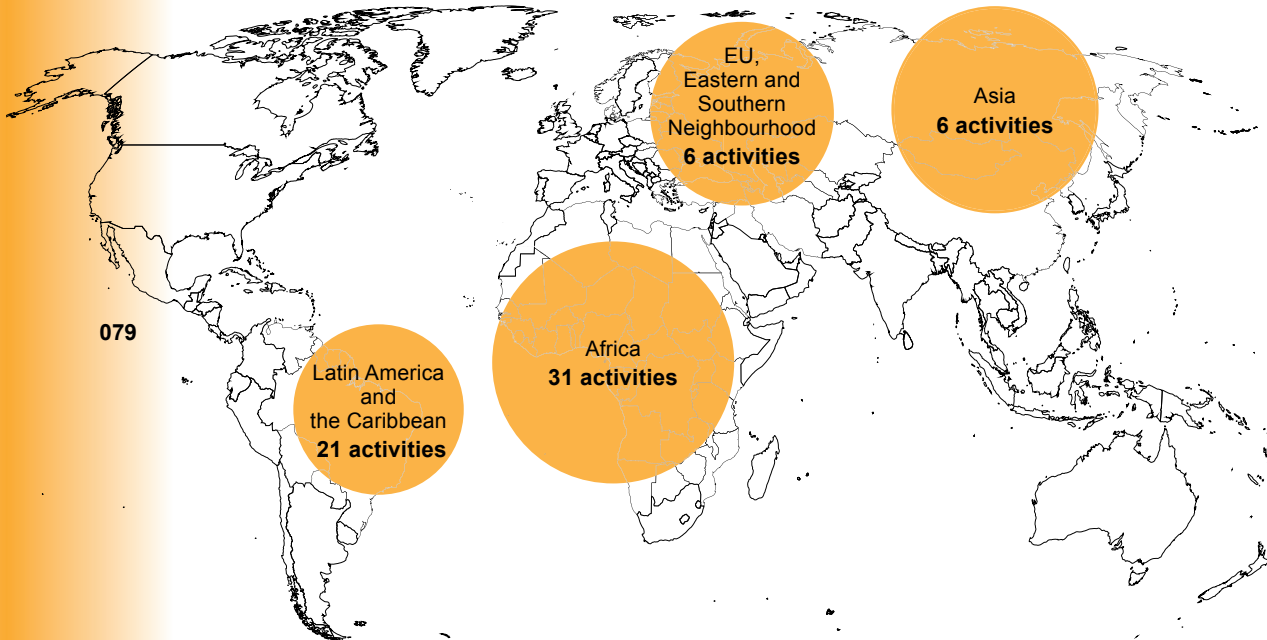 EU,
Eastern and
Southern
Neighbourhood
6 activities
Asia
6 activities
079
Africa
31 activities
Latin America
and
the Caribbean
21 activities